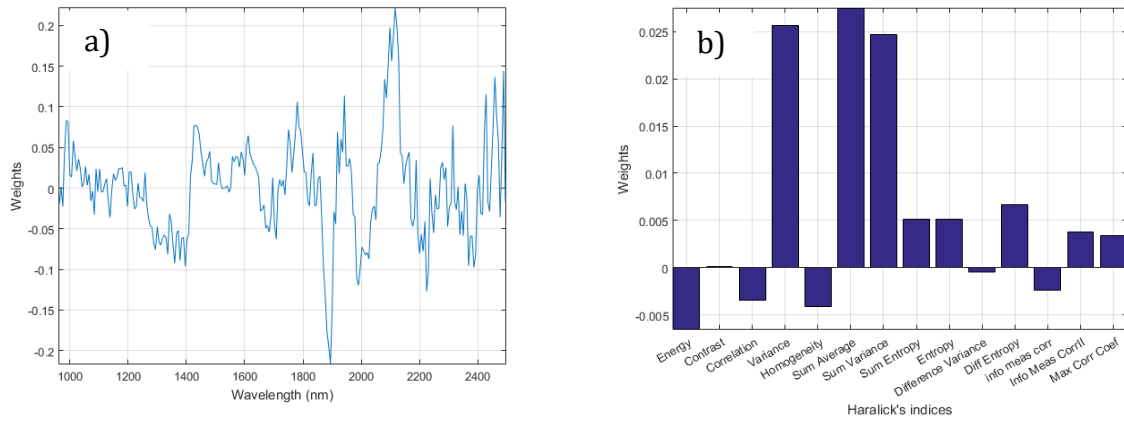 a)
0.2
0.15
0.1
0.05
0
-0.05
-0.1
-0.15
-0.2
Weights
1000 1200 1400 1600 1800 2000 2200 2400
Wavelength (nm)
b)
0.025
0.02
0.015
0.01
0.005
0
-0.005
Weights
Energy
Contrast
Correlation
Variance
Homogeneity
Sum Average
Sum Variance
Sum Entropy
Entropy
Difference Variance
Diff Entropy
info meas corr
Info Meas CorrII
Max Corr Coef
Haralick's indices